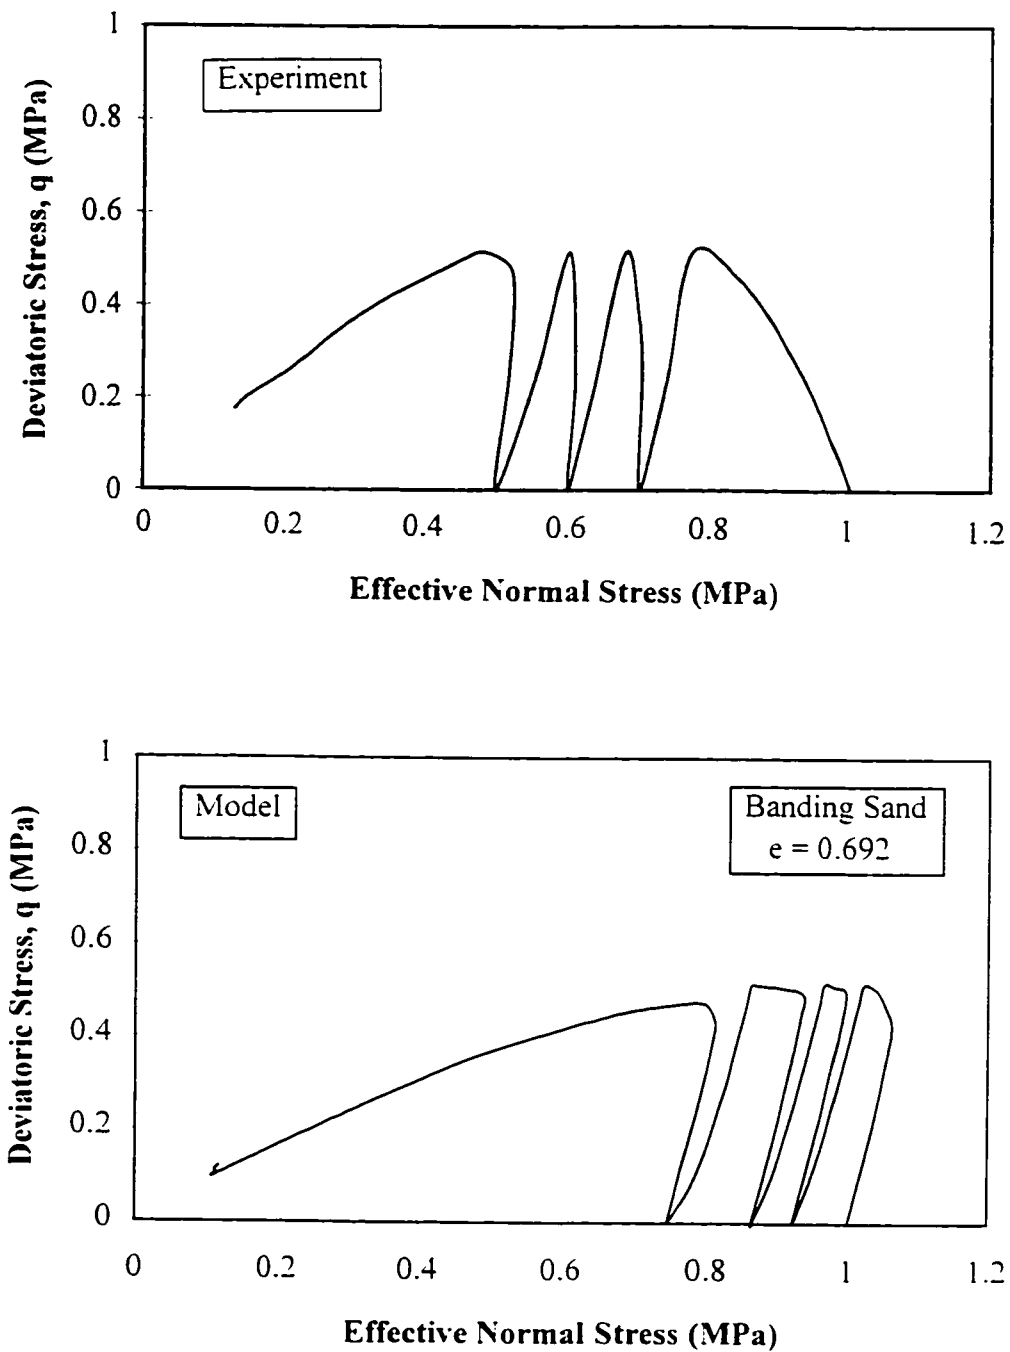 1
Experiment
0.8
0.6
0.4
0.2
0
Deviatoric Stress, q (MPa)
0 0.2 0.4 0.6 0.8 1 1.2
Effective Normal Stress (MPa)
1
Model
Banding Sand
e = 0.692
0.8
0.6
0.4
0.2
0
Deviatoric Stress, q (MPa)
0 0.2 0.4 0.6 0.8 1 1.2
Effective Normal Stress (MPa)